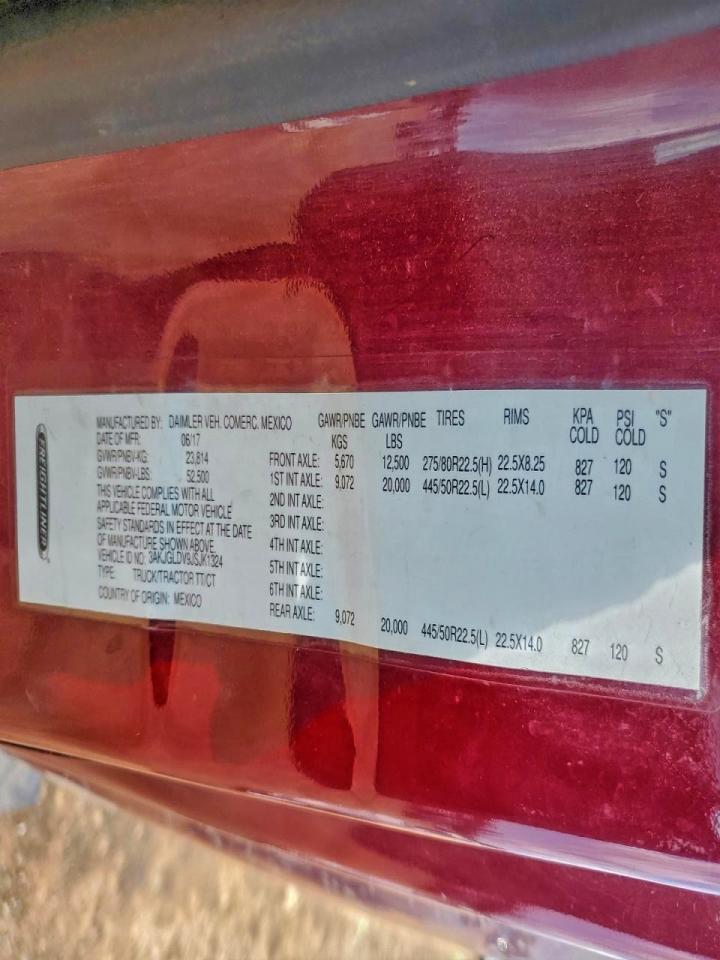 FREIGHTLINER
MANUFACTURED BY: DAIMLER VEH. COMERC. MEXICO
DATE OF MFR: 06/17
GVWR/PNBV-KG: 23,814
GVWR/PNBV-LBS: 52,500
THIS VEHICLE COMPLIES WITH ALL
APPLICABLE FEDERAL MOTOR VEHICLE
SAFETY STANDARDS IN EFFECT AT THE DATE
OF MANUFACTURE SHOWN ABOVE.
VEHICLE ID NO: 3AKJGLDV9JSJK1324
TYPE: TRUCK/TRACTOR TT/CT
COUNTRY OF ORIGIN: MEXICO
GAWR/PNBE GAWR/PNBE TIRES RIMS KPA PSI "S"
KGS LBS COLD COLD
FRONT AXLE: 5,670 12,500 275/80R22.5(H) 22.5X8.25 827 120 S
1ST INT AXLE: 9,072 20,000 445/50R22.5(L) 22.5X14.0 827 120 S
2ND INT AXLE:
3RD INT AXLE:
4TH INT AXLE:
5TH INT AXLE:
6TH INT AXLE:
REAR AXLE: 9,072 20,000 445/50R22.5(L) 22.5X14.0 827 120 S